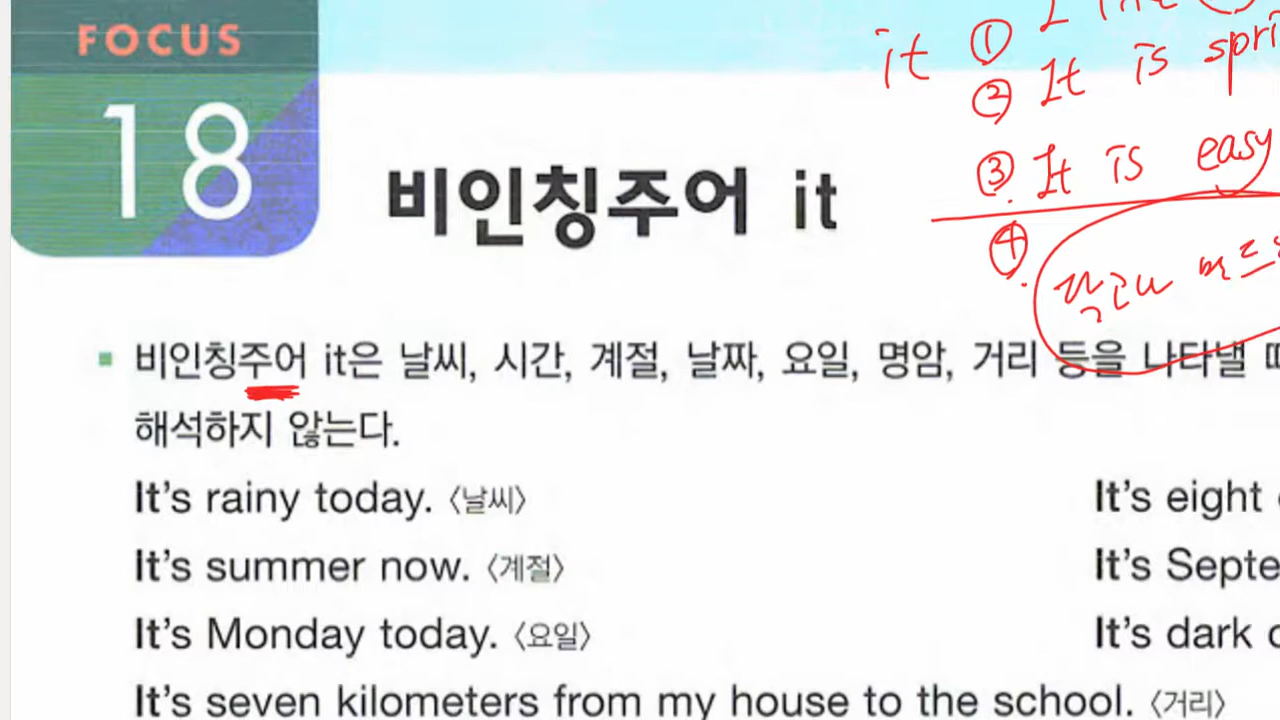 FOCUS
18
it ① I
② It is spri
③ It is easy
④
비인칭주어 it
비인칭주어 it은 날씨, 시간, 계절, 날짜, 요일, 명암, 거리 등을 나타낼
해석하지 않는다.
It's rainy today. 〈날씨〉
It's eight
It's summer now. 〈계절〉
It's Septe
It's Monday today. 〈요일〉
It's dark
It's seven kilometers from my house to the school. 〈거리〉